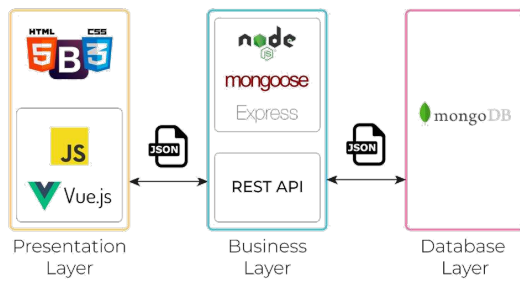 HTML CSS
5 B 3
JS
Vue.js
Presentation
Layer
JSON
node
JS
mongoose
Express
REST API
Business
Layer
JSON
mongoDB
Database
Layer